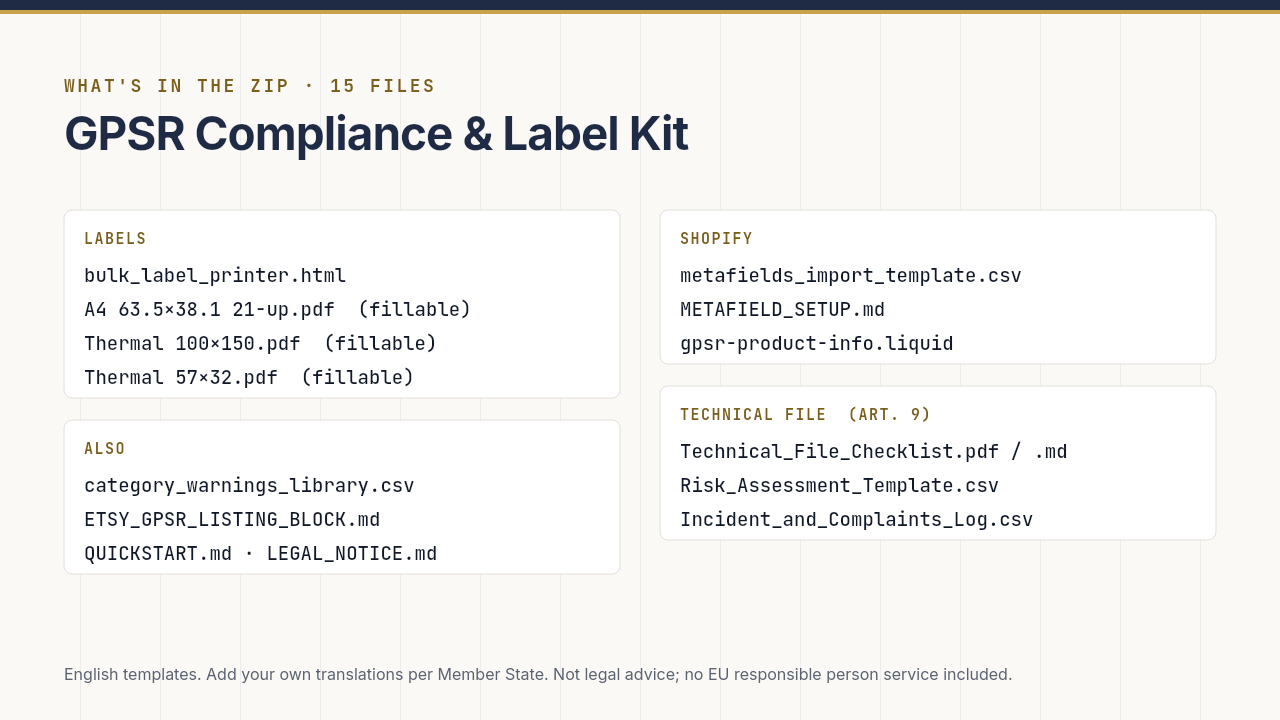 WHAT'S IN THE ZIP · 15 FILES
GPSR Compliance & Label Kit
LABELS
bulk_label_printer.html
A4 63.5×38.1 21-up.pdf (fillable)
Thermal 100×150.pdf (fillable)
Thermal 57×32.pdf (fillable)
ALSO
category_warnings_library.csv
ETSY_GPSR_LISTING_BLOCK.md
QUICKSTART.md · LEGAL_NOTICE.md
SHOPIFY
metafields_import_template.csv
METAFIELD_SETUP.md
gpsr-product-info.liquid
TECHNICAL FILE (ART. 9)
Technical_File_Checklist.pdf / .md
Risk_Assessment_Template.csv
Incident_and_Complaints_Log.csv
English templates. Add your own translations per Member State. Not legal advice; no EU responsible person service included.